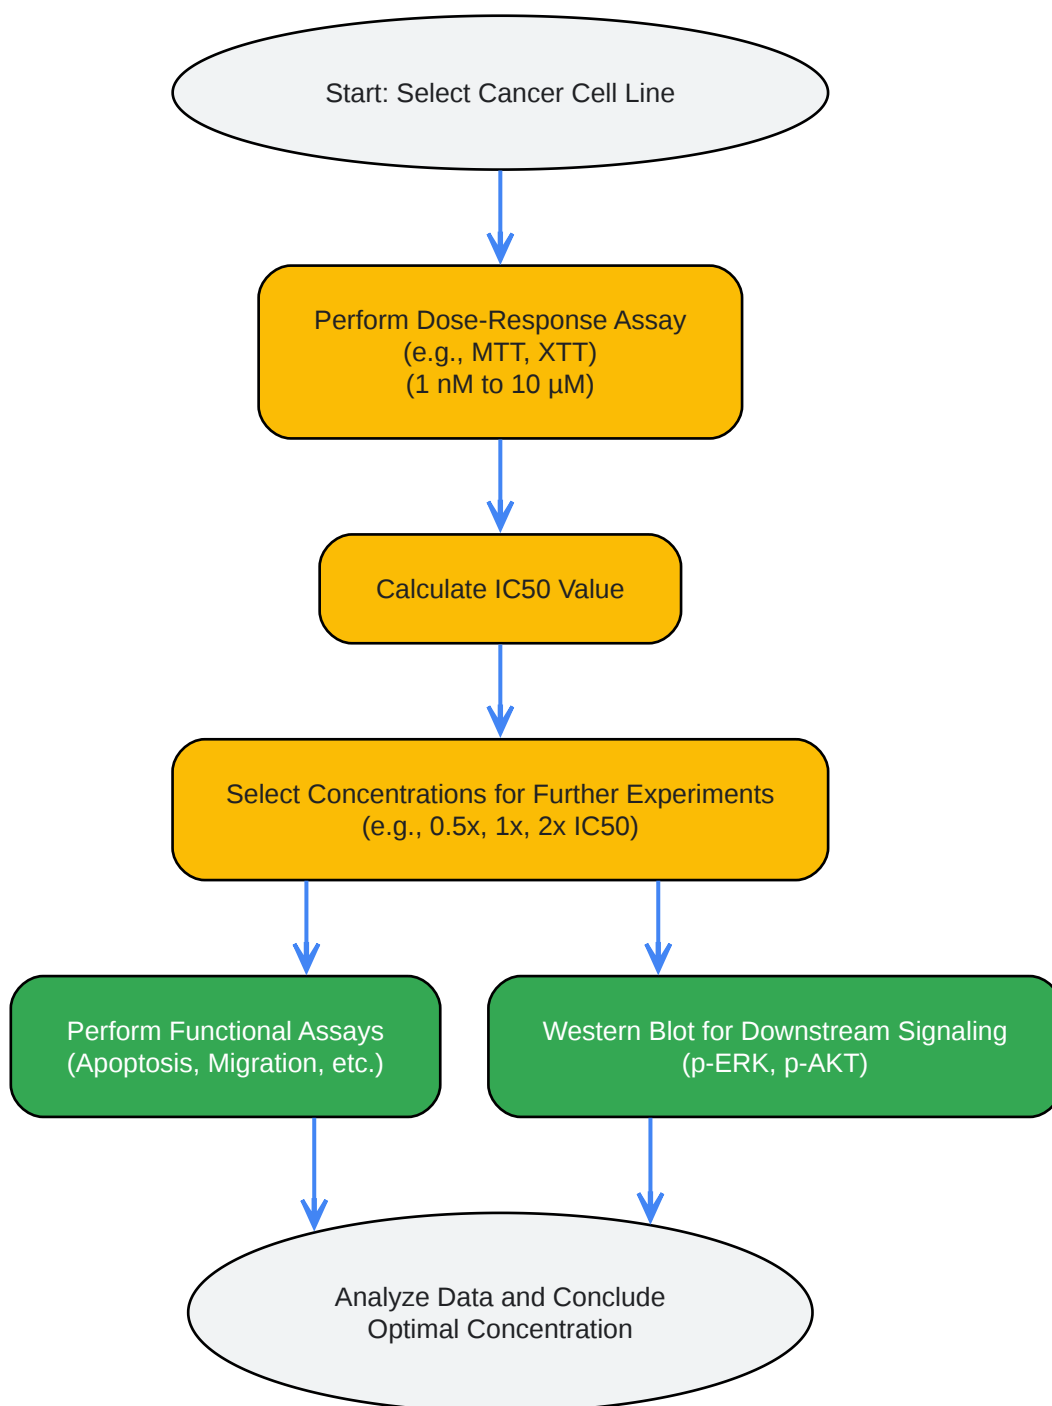 Start: Select Cancer Cell Line
Perform Dose-Response Assay
(e.g., MTT, XTT)
(1 nM to 10 µM)
Calculate IC50 Value
Select Concentrations for Further Experiments
(e.g., 0.5x, 1x, 2x IC50)
Perform Functional Assays
(Apoptosis, Migration, etc.)
Western Blot for Downstream Signaling
(p-ERK, p-AKT)
Analyze Data and Conclude
Optimal Concentration